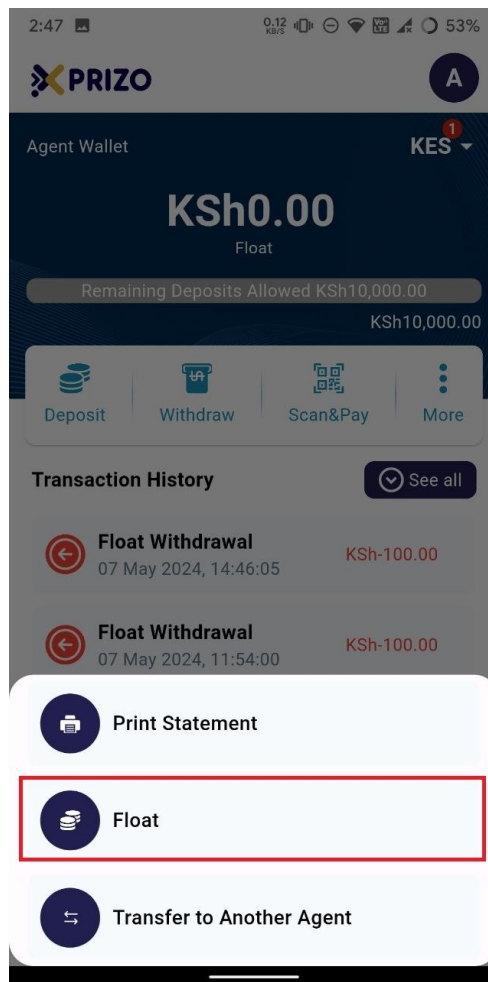 2:47
0.12 KB/S
Vo LTE
53%
PRIZO
A
Agent Wallet
1
KES
KSh0.00
Float
Remaining Deposits Allowed KSh10,000.00
KSh10,000.00
Deposit Withdraw Scan&Pay More
Transaction History
See all
Float Withdrawal
KSh-100.00
07 May 2024, 14:46:05
Float Withdrawal
KSh-100.00
07 May 2024, 11:54:00
Print Statement
Float
Transfer to Another Agent